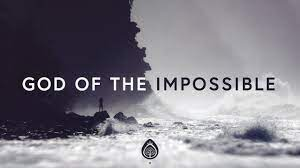 GOD OF THE IMPOSSIBLE